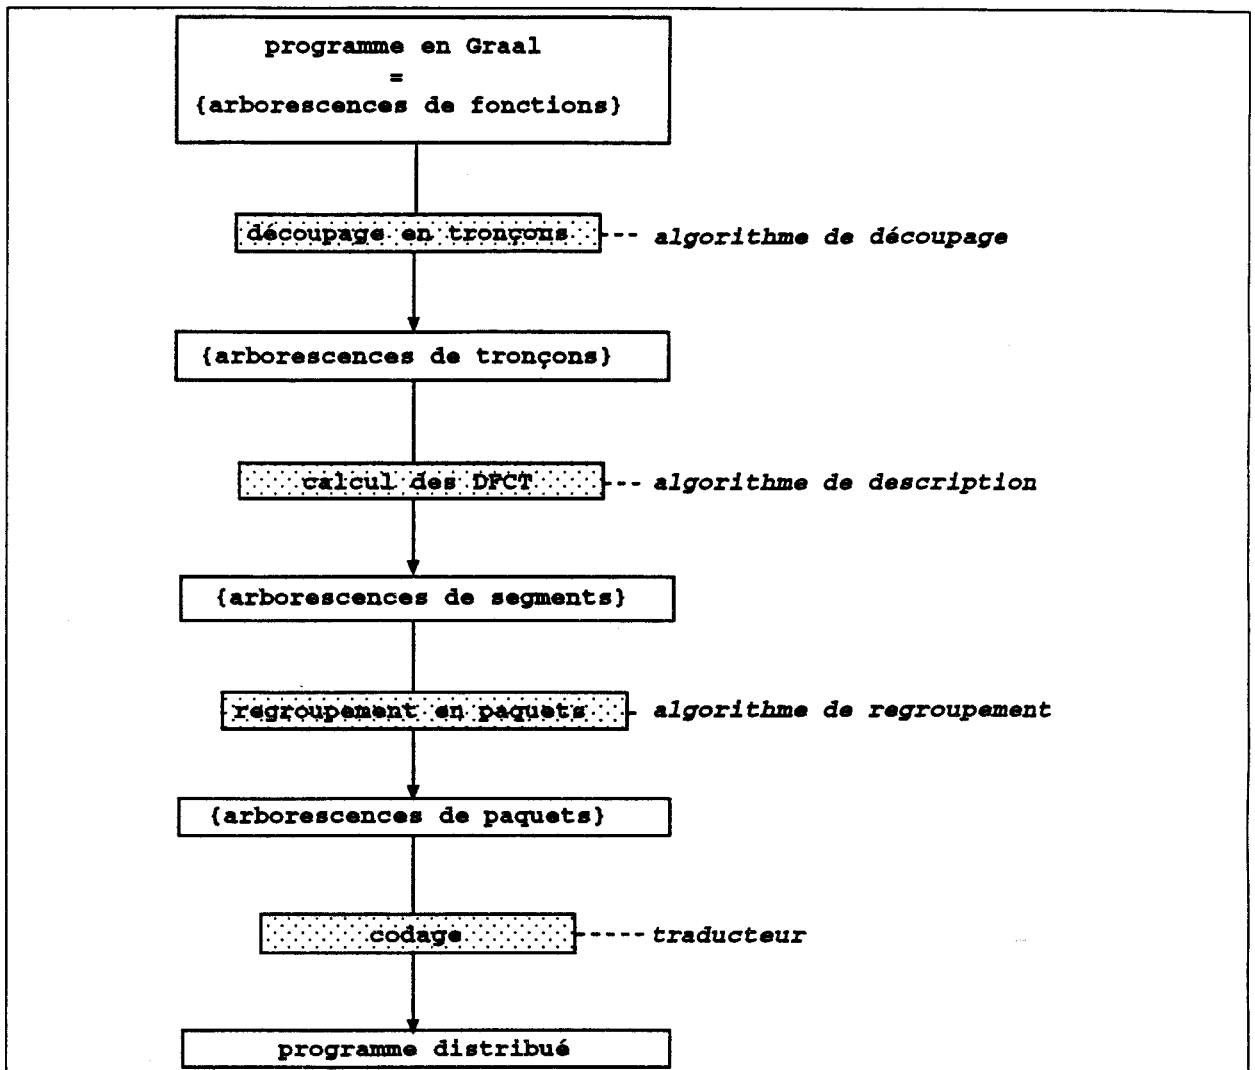 programme en Graal
=
{arborescences de fonctions}
découpage en tronçons --- algorithme de découpage
{arborescences de tronçons}
calcul des DFCT --- algorithme de description
{arborescences de segments}
regroupement en paquets - algorithme de regroupement
{arborescences de paquets}
codage ----- traducteur
programme distribué